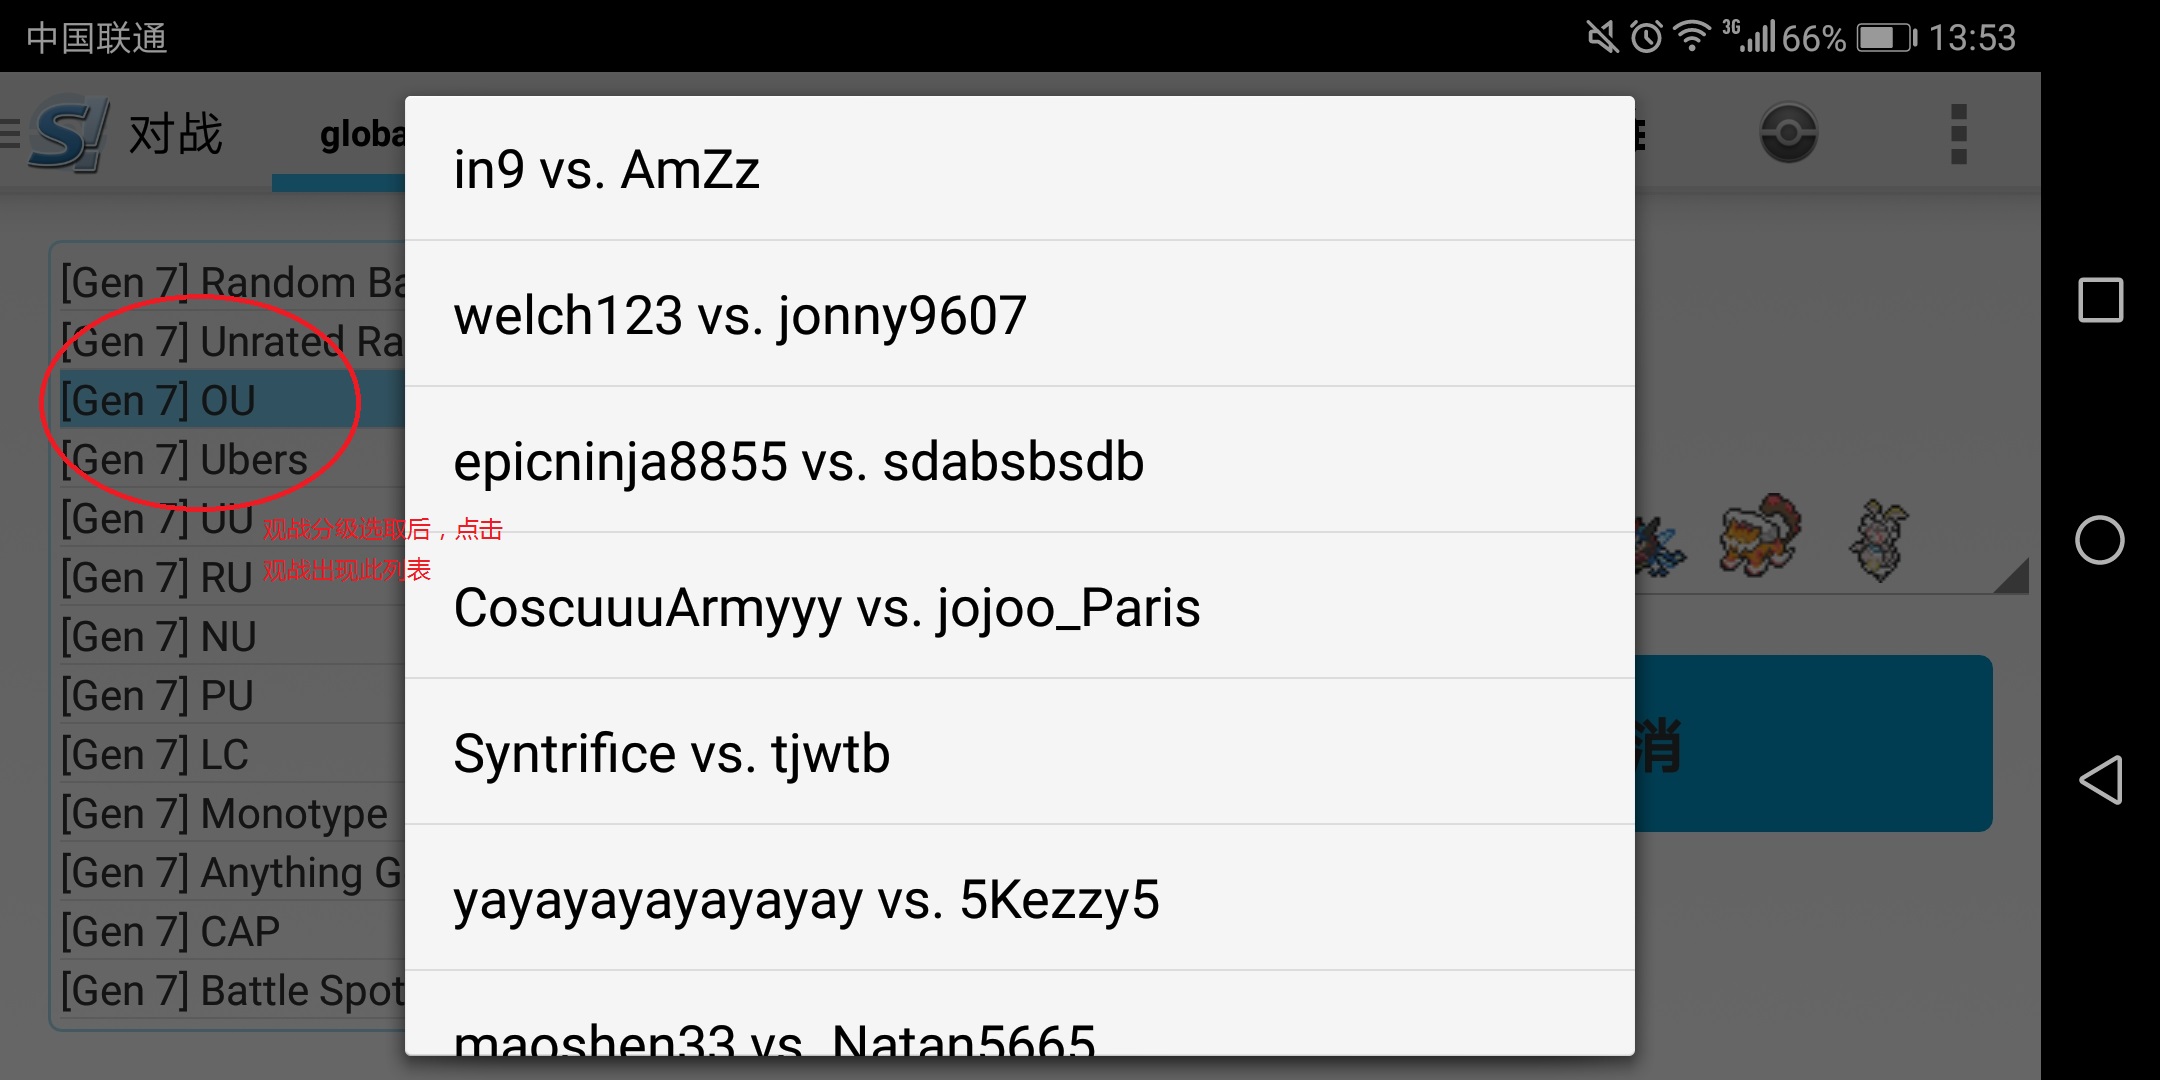 中国联通
3G 66% 13:53
S! 对战
globa
in9 vs. AmZz
welch123 vs. jonny9607
epicninja8855 vs. sdabsbsdb
CoscuuuArmyyy vs. jojoo_Paris
Syntrifice vs. tjwtb
yayayayayayayay vs. 5Kezzy5
maoshen33 vs. Natan5665
[Gen 7] Random Ba
[Gen 7] Unrated Ra
[Gen 7] OU
[Gen 7] Ubers
[Gen 7] UU
[Gen 7] RU
[Gen 7] NU
[Gen 7] PU
[Gen 7] LC
[Gen 7] Monotype
[Gen 7] Anything G
[Gen 7] CAP
[Gen 7] Battle Spot
观战分级选取后，点击
观战出现此列表
消